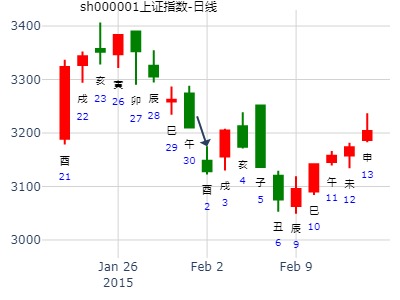 sh000001上证指数-日线
3400
3300
3200
3100
3000
酉
21
戌
22
亥
23
寅
26
卯
27
辰
28
巳
29
午
30
酉
2
戌
3
亥
4
子
5
丑
6
辰
9
巳
10
午
11
未
12
申
13
Jan 26
2015
Feb 2
Feb 9